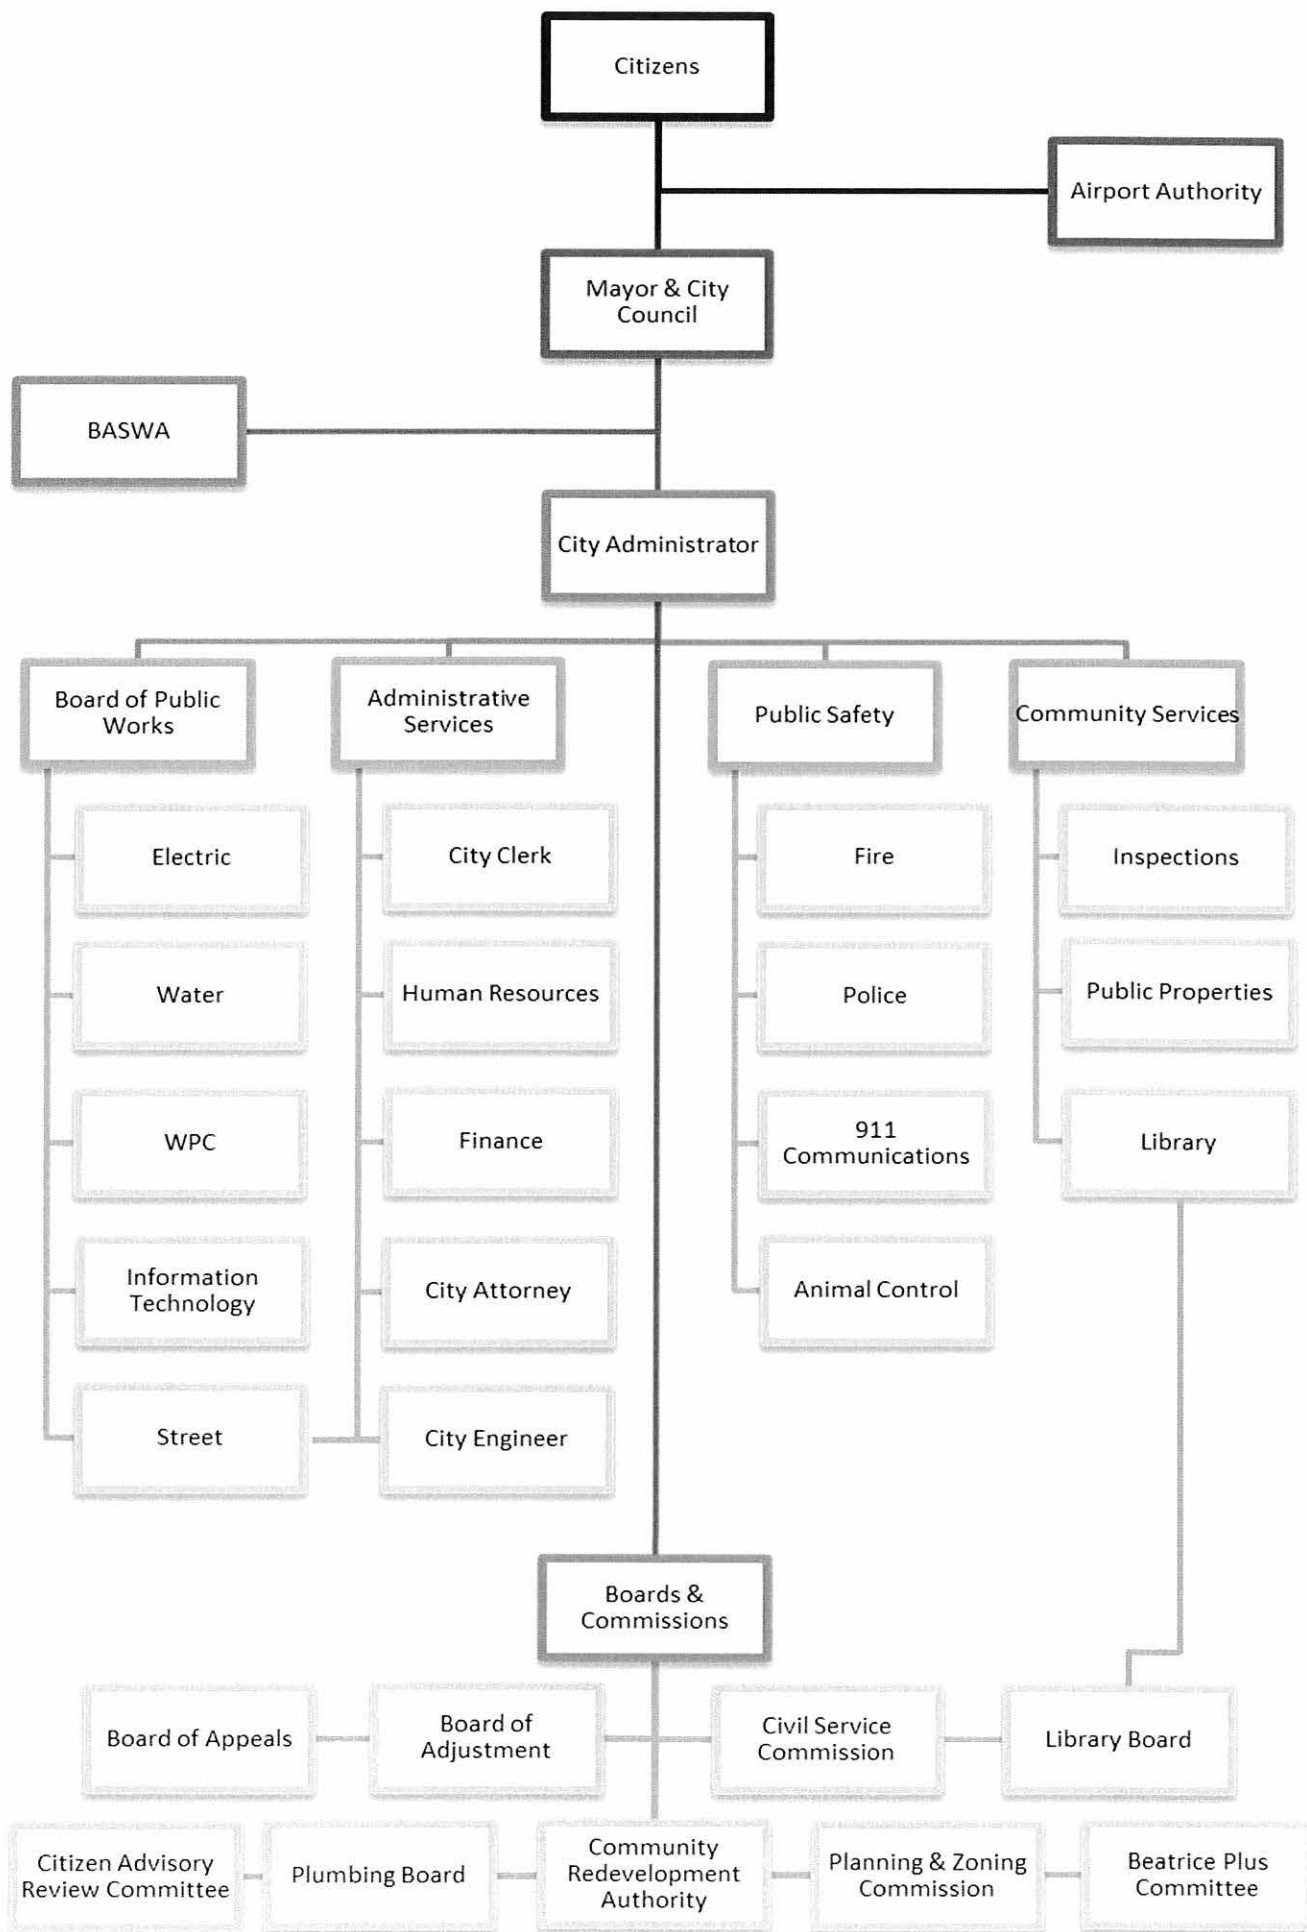 Citizens
Airport Authority
Mayor & City
Council
BASWA
City Administrator
Board of Public
Works
Administrative
Services
Public Safety
Community Services
Electric
City Clerk
Fire
Inspections
Water
Human Resources
Police
Public Properties
WPC
Finance
911
Communications
Library
Information
Technology
City Attorney
Animal Control
Street
City Engineer
Boards &
Commissions
Board of Appeals
Board of
Adjustment
Civil Service
Commission
Library Board
Citizen Advisory
Review Committee
Plumbing Board
Community
Redevelopment
Authority
Planning & Zoning
Commission
Beatrice Plus
Committee